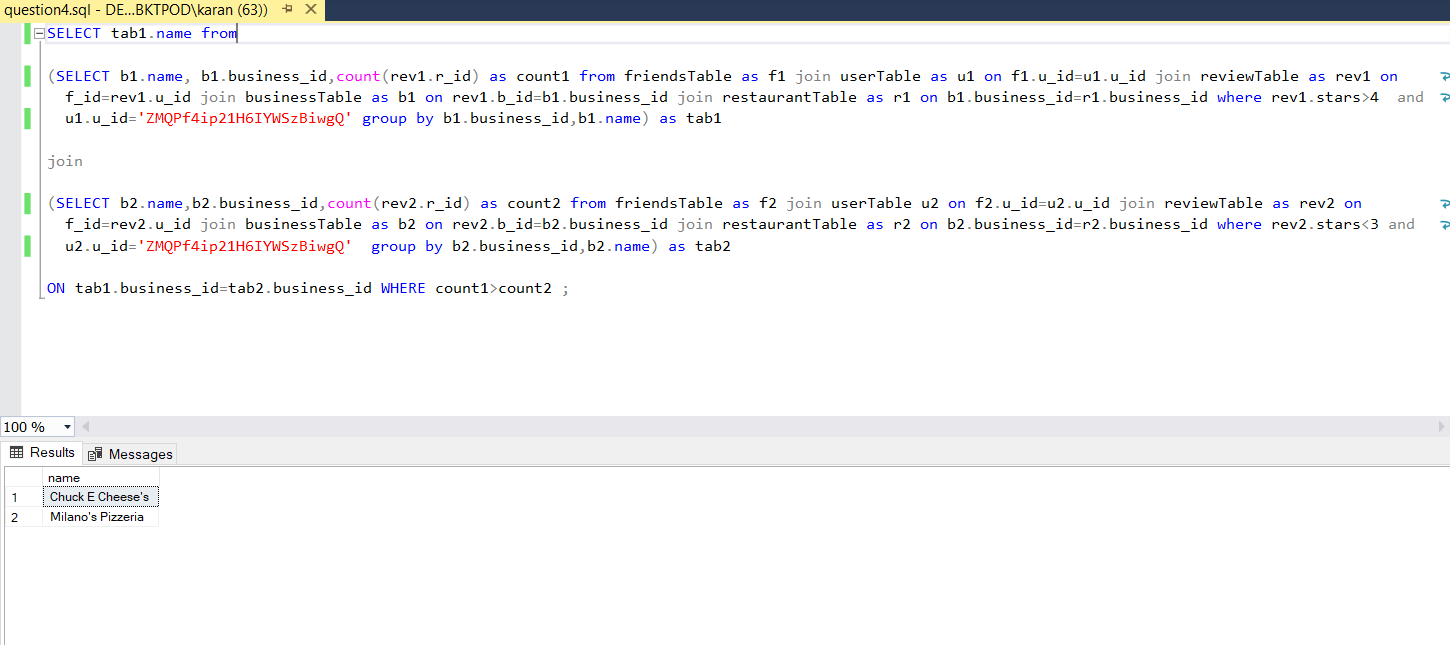 question4.sql - DE...BKTPOD\karan (63))
SELECT tab1.name from
(SELECT b1.name, b1.business_id,count(rev1.r_id) as count1 from friendsTable as f1 join userTable as u1 on f1.u_id=u1.u_id join reviewTable as rev1 on
f_id=rev1.u_id join businessTable as b1 on rev1.b_id=b1.business_id join restaurantTable as r1 on b1.business_id=r1.business_id where rev1.stars>4  and
u1.u_id='ZMQPf4ip21H6IYWSzBiwgQ' group by b1.business_id,b1.name) as tab1
join
(SELECT b2.name,b2.business_id,count(rev2.r_id) as count2 from friendsTable as f2 join userTable u2 on f2.u_id=u2.u_id join reviewTable as rev2 on
f_id=rev2.u_id join businessTable as b2 on rev2.b_id=b2.business_id join restaurantTable as r2 on b2.business_id=r2.business_id where rev2.stars<3 and
u2.u_id='ZMQPf4ip21H6IYWSzBiwgQ'  group by b2.business_id,b2.name) as tab2
ON tab1.business_id=tab2.business_id WHERE count1>count2 ;
100 %
Results Messages
name
1 Chuck E Cheese's
2 Milano's Pizzeria